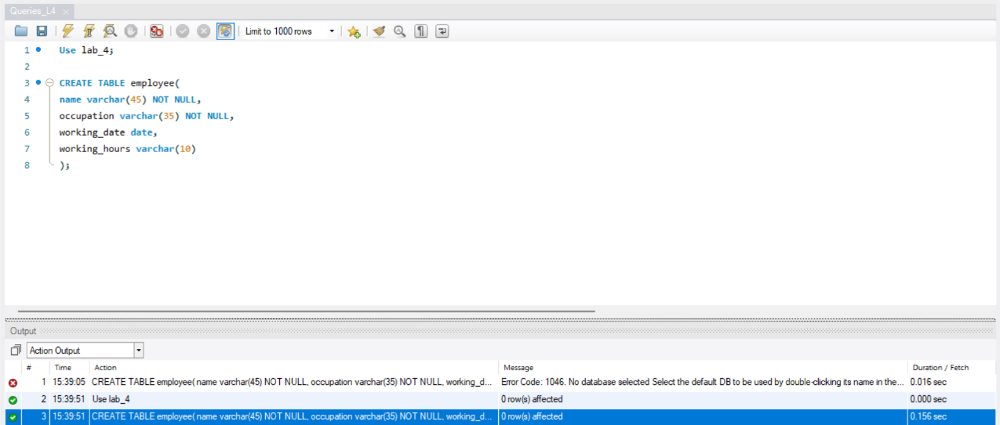 Queries_L4
Limit to 1000 rows
1 Use lab_4;
2
3 CREATE TABLE employee(
4 name varchar(45) NOT NULL,
5 occupation varchar(35) NOT NULL,
6 working_date date,
7 working_hours varchar(10)
8 );
Output
Action Output
# Time Action Message Duration / Fetch
1 15:39:05 CREATE TABLE employee( name varchar(45) NOT NULL, occupation varchar(35) NOT NULL, working_d... Error Code: 1046. No database selected Select the default DB to be used by double-clicking its name in the... 0.016 sec
2 15:39:51 Use lab_4 0 row(s) affected 0.000 sec
3 15:39:51 CREATE TABLE employee( name varchar(45) NOT NULL, occupation varchar(35) NOT NULL, working_d... 0 row(s) affected 0.156 sec